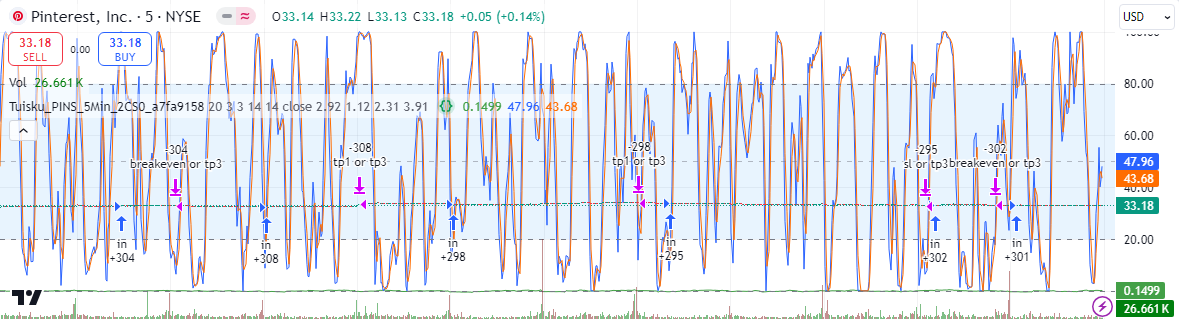 Pinterest, Inc. · 5 · NYSE O33.14 H33.22 L33.13 C33.18 +0.05 (+0.14%) USD
33.18 SELL 0.00 33.18 BUY
100.00
Vol 26.661 K
80.00
Tuisku_PINS_5Min_2CS0_a7fa9158 20 3 3 14 14 close 2.92 1.12 2.31 3.91 0.1499 47.96 43.68
60.00
-304
breakeven or tp3
-308
tp1 or tp3
-298
tp1 or tp3
-295
sl or tp3
-302
breakeven or tp3
47.96
43.68
40.00
33.18
20.00
in
+304
in
+308
in
+298
in
+295
in
+302
in
+301
0.1499
26.661 K